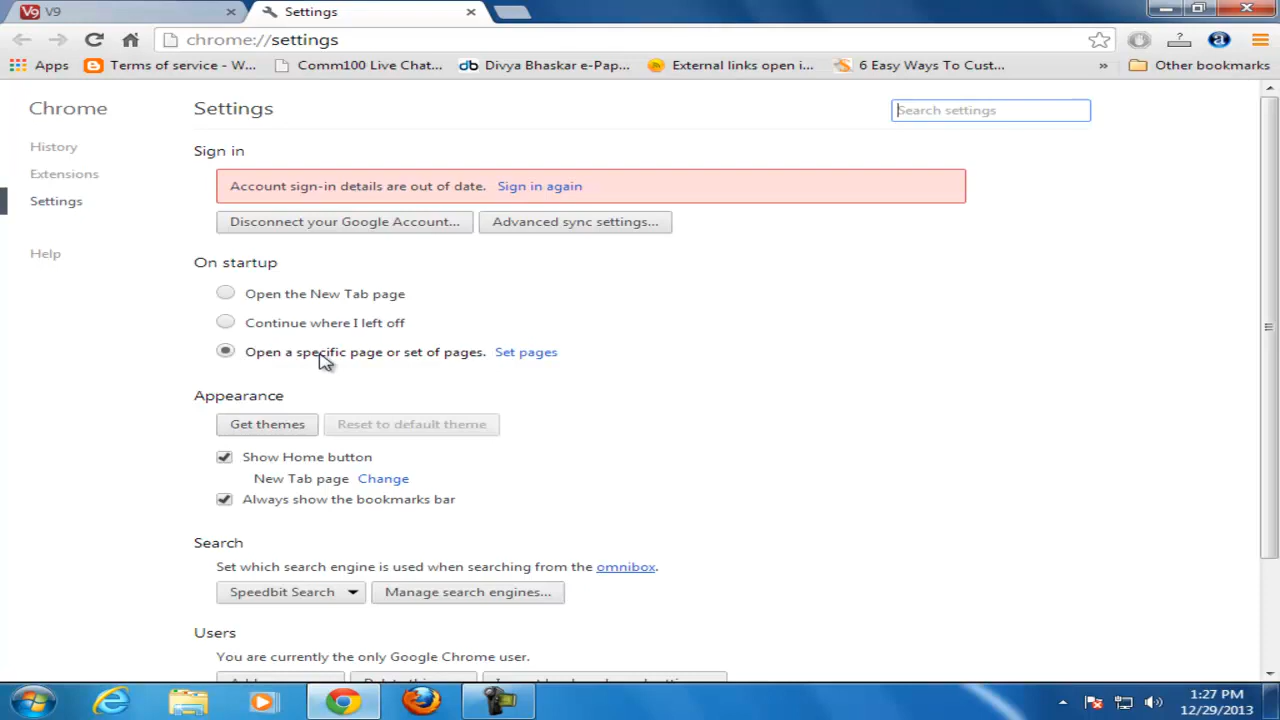 V9 V9
Settings
chrome://settings
Apps
Terms of service - W...
Comm100 Live Chat...
Divya Bhaskar e-Pap...
External links open i...
6 Easy Ways To Cust...
»
Other bookmarks
Chrome
History
Extensions
Settings
Help
Settings
Search settings
Sign in
Account sign-in details are out of date. Sign in again
Disconnect your Google Account... Advanced sync settings...
On startup
Open the New Tab page
Continue where I left off
Open a specific page or set of pages. Set pages
Appearance
Get themes Reset to default theme
Show Home button
New Tab page Change
Always show the bookmarks bar
Search
Set which search engine is used when searching from the omnibox.
Speedbit Search Manage search engines...
Users
You are currently the only Google Chrome user.
1:27 PM
12/29/2013